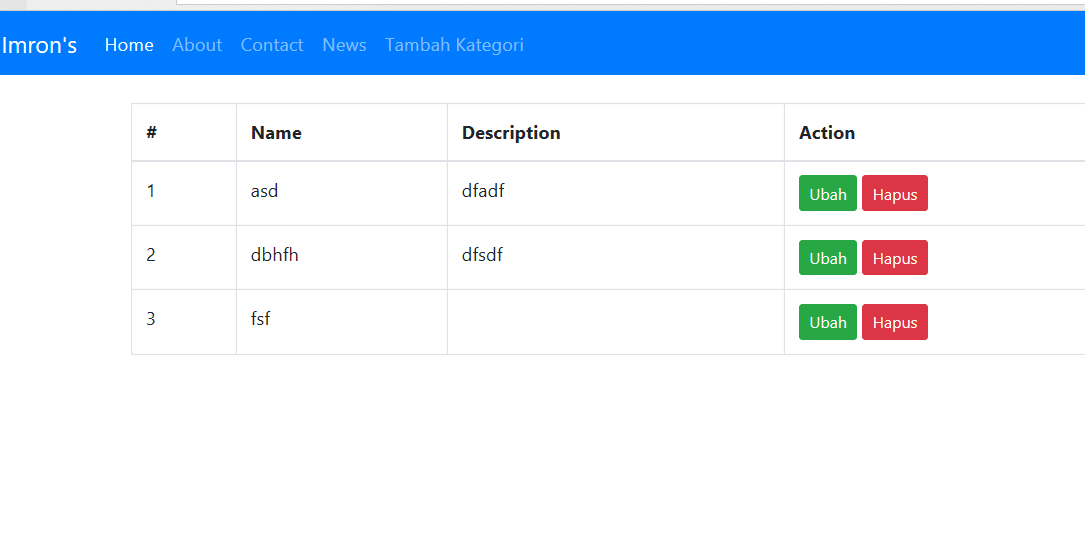 Imron's Home About Contact News Tambah Kategori
# Name Description Action
1 asd dfadf Ubah Hapus
2 dbhfh dfsdf Ubah Hapus
3 fsf Ubah Hapus